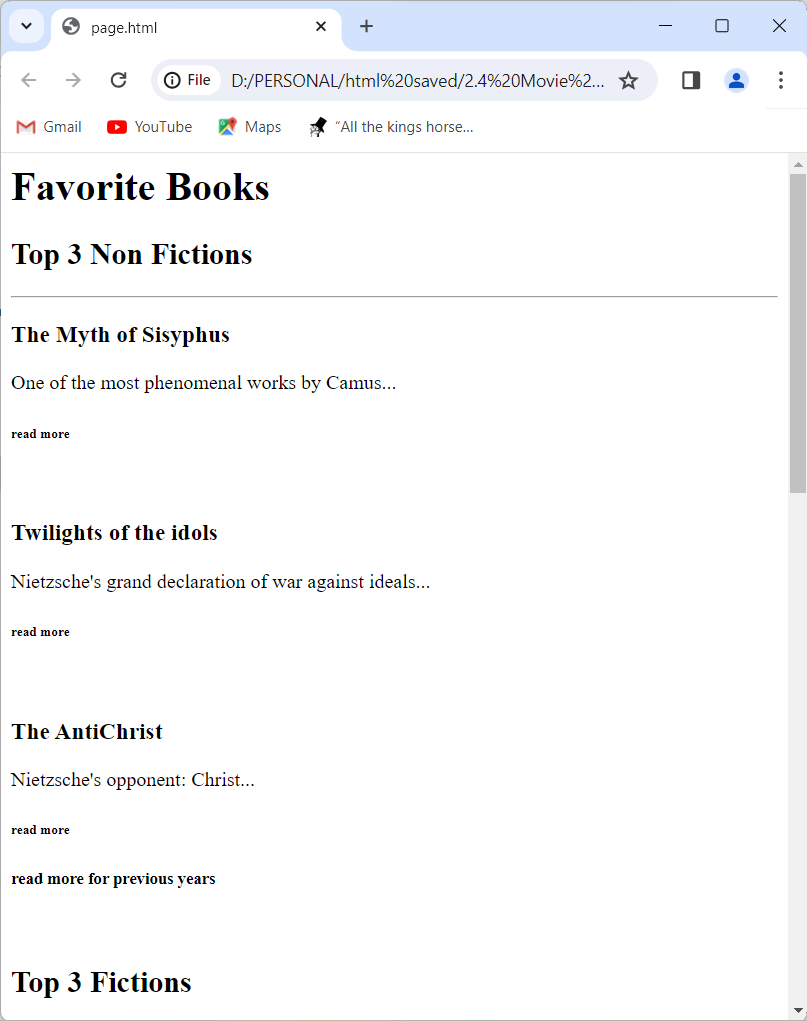 page.html
File D:/PERSONAL/html%20saved/2.4%20Movie%2...
Gmail YouTube Maps “All the kings horse...
Favorite Books
Top 3 Non Fictions
The Myth of Sisyphus
One of the most phenomenal works by Camus...
read more
Twilights of the idols
Nietzsche's grand declaration of war against ideals...
read more
The AntiChrist
Nietzsche's opponent: Christ...
read more
read more for previous years
Top 3 Fictions